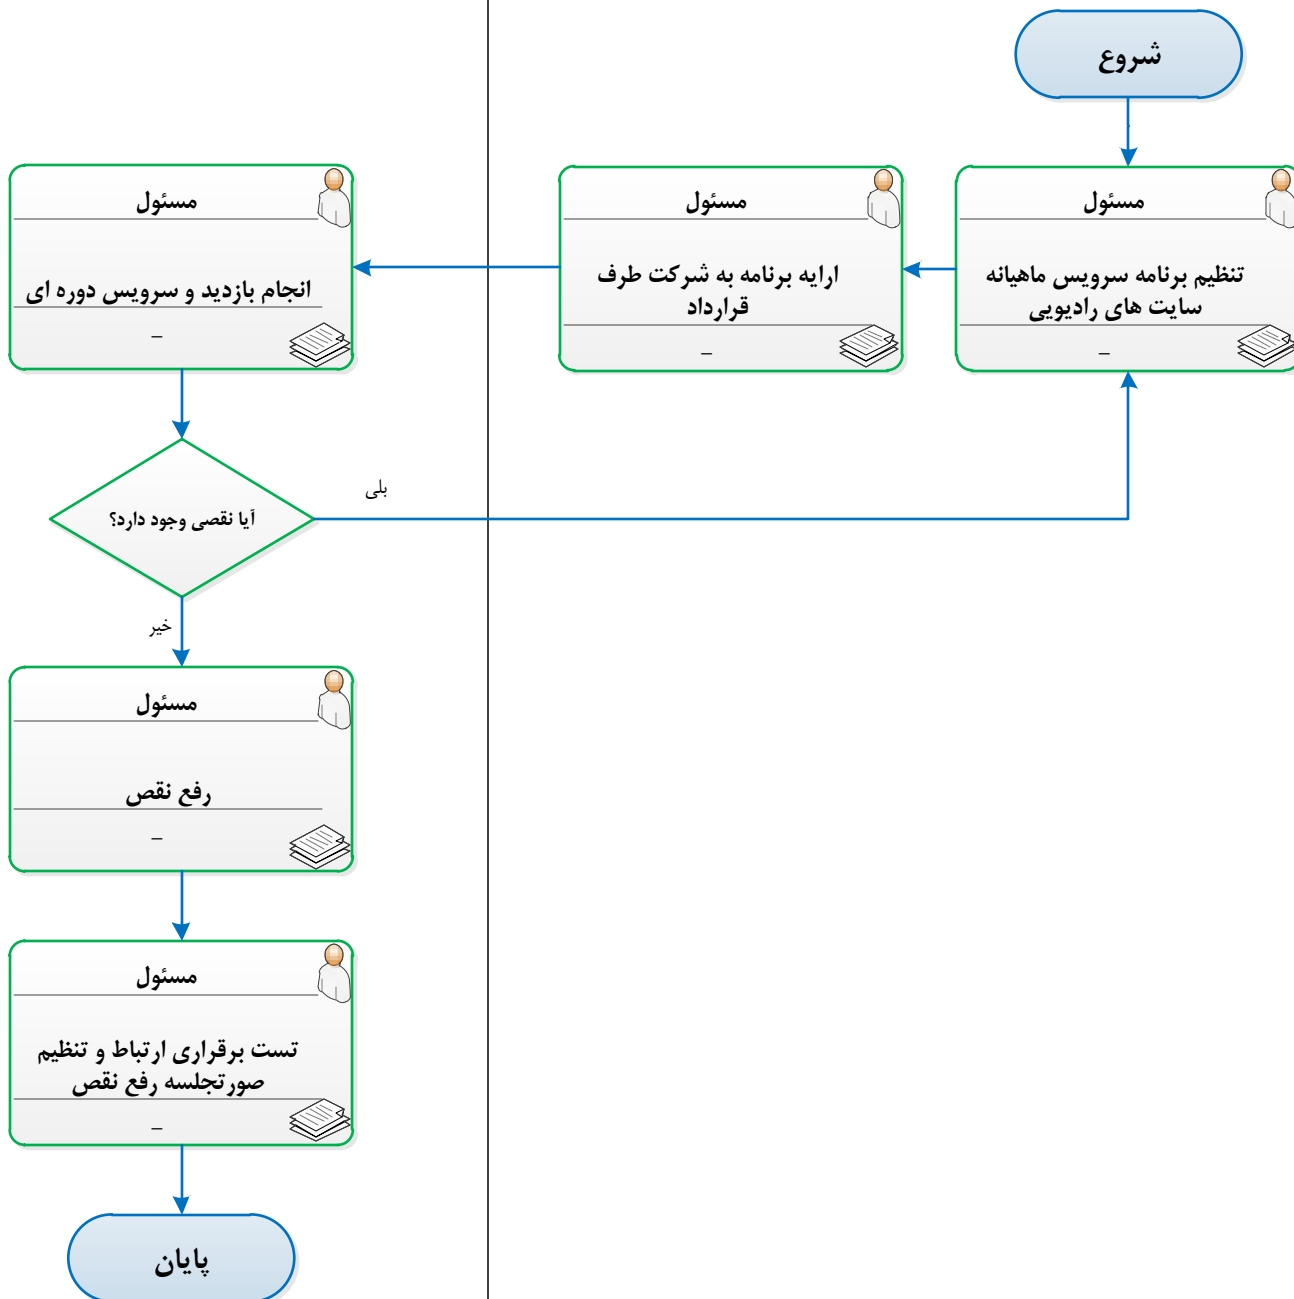 شروع
مسئول
تنظیم برنامه سرویس ماهیانه
سایت های رادیویی
_
مسئول
ارایه برنامه به شرکت طرف
قرارداد
_
مسئول
انجام بازدید و سرویس دوره ای
_
آیا نقصی وجود دارد؟
بلی
خیر
مسئول
رفع نقص
_
مسئول
تست برقراری ارتباط و تنظیم
صورتجلسه رفع نقص
_
پایان